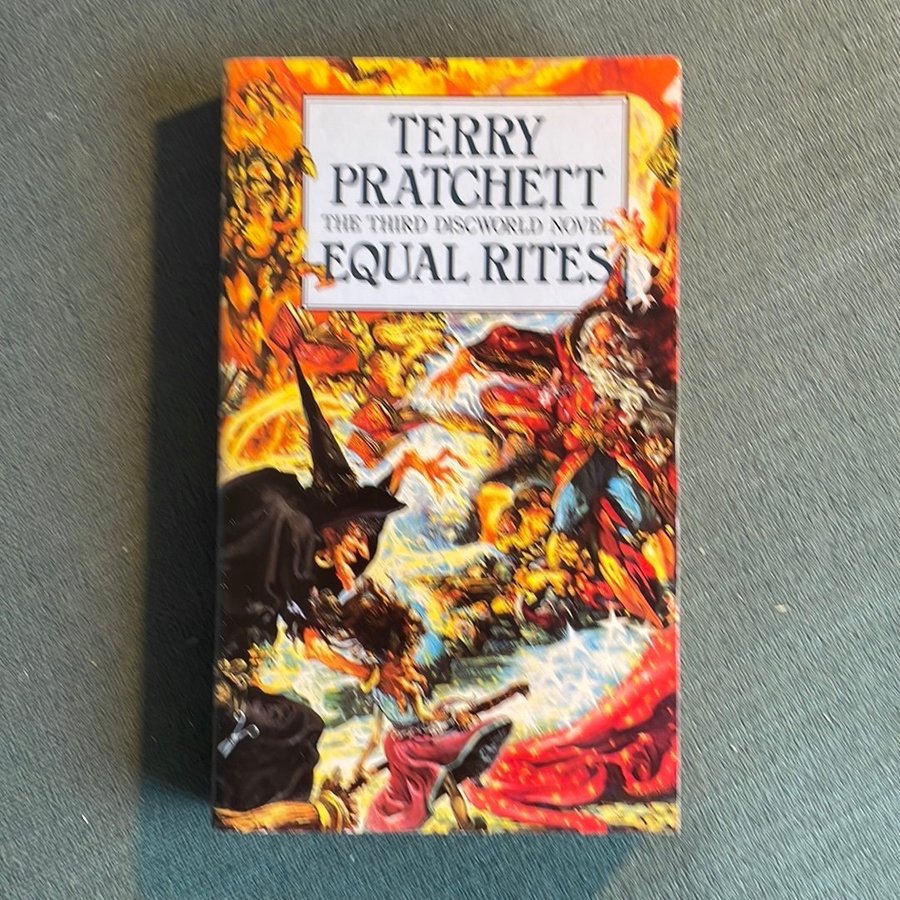 TERRY
PRATCHETT
THE THIRD DISCWORLD NOVEL
EQUAL RITES